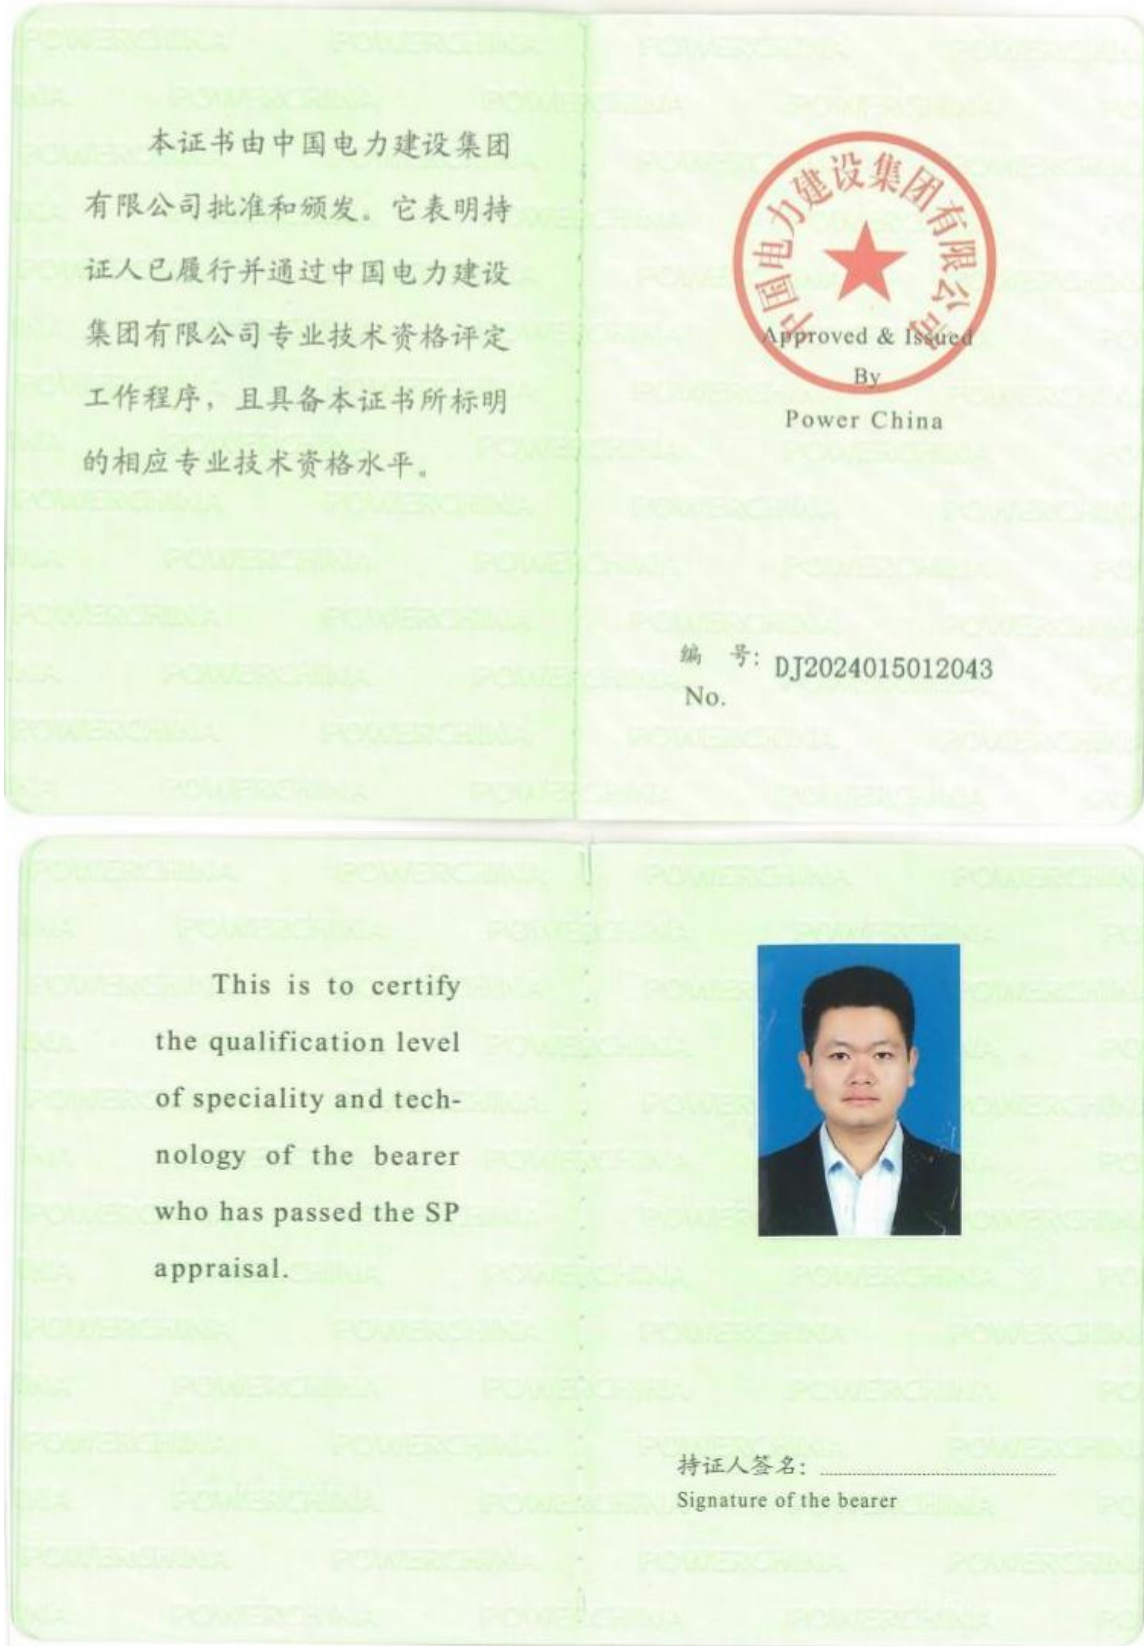 本证书由中国电力建设集团
有限公司批准和颁发。它表明持
证人已履行并通过中国电力建设
集团有限公司专业技术资格评定
工作程序，且具备本证书所标明
的相应专业技术资格水平。
中国电力建设集团有限公司
Approved & Issued
By
Power China
编 号: DJ2024015012043
No.
This is to certify
the qualification level
of speciality and tech-
nology of the bearer
who has passed the SP
appraisal.
持证人签名:
Signature of the bearer
POWERCHINA